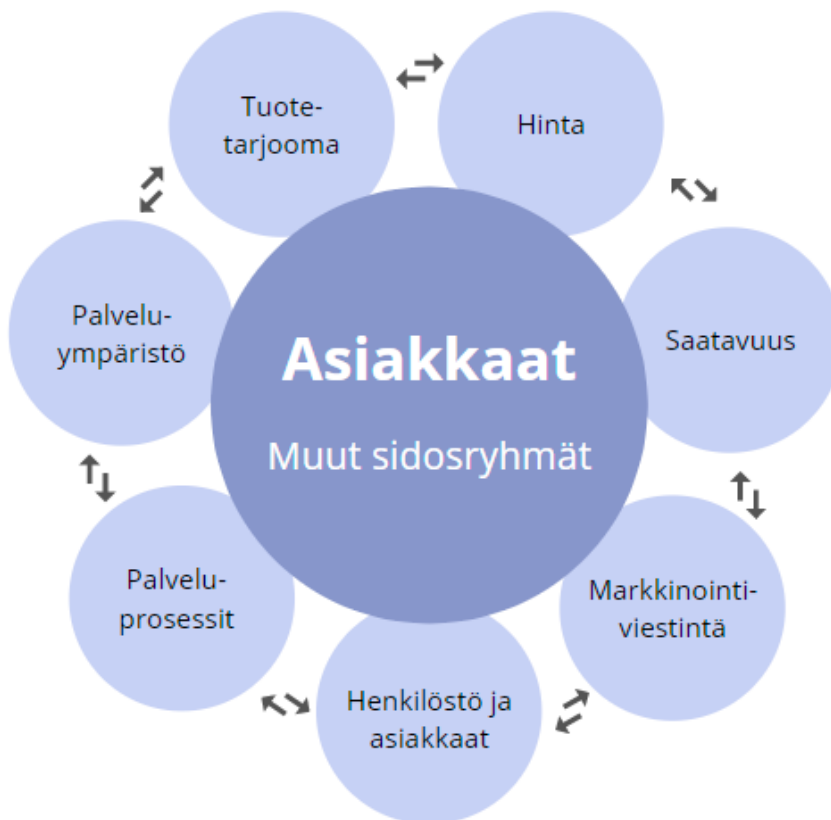 Tuote-
tarjooma
Hinta
Palvelu-
ympäristö
Asiakkaat
Muut sidosryhmät
Saatavuus
Palvelu-
prosessit
Markkinointi-
viestintä
Henkilöstö ja
asiakkaat